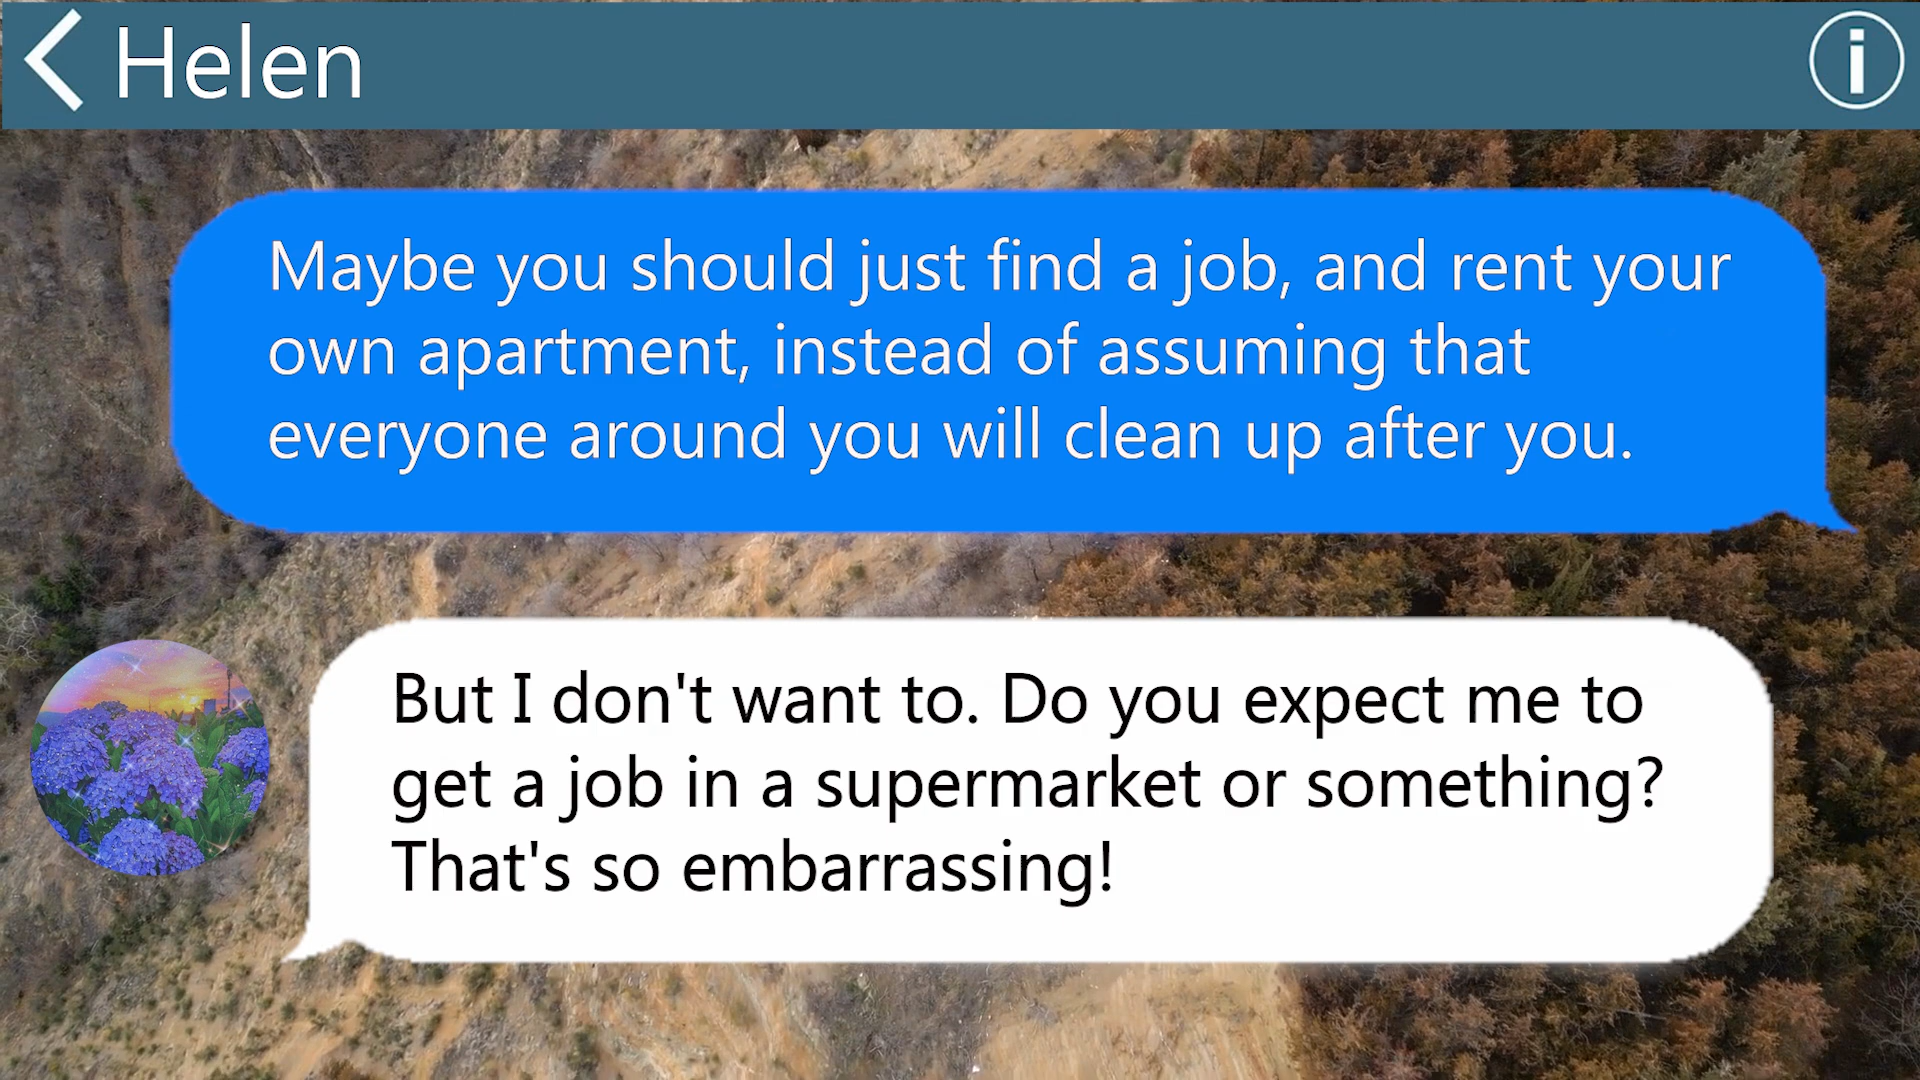 Helen
Maybe you should just find a job, and rent your
own apartment, instead of assuming that
everyone around you will clean up after you.
But I don't want to. Do you expect me to
get a job in a supermarket or something?
That's so embarrassing!